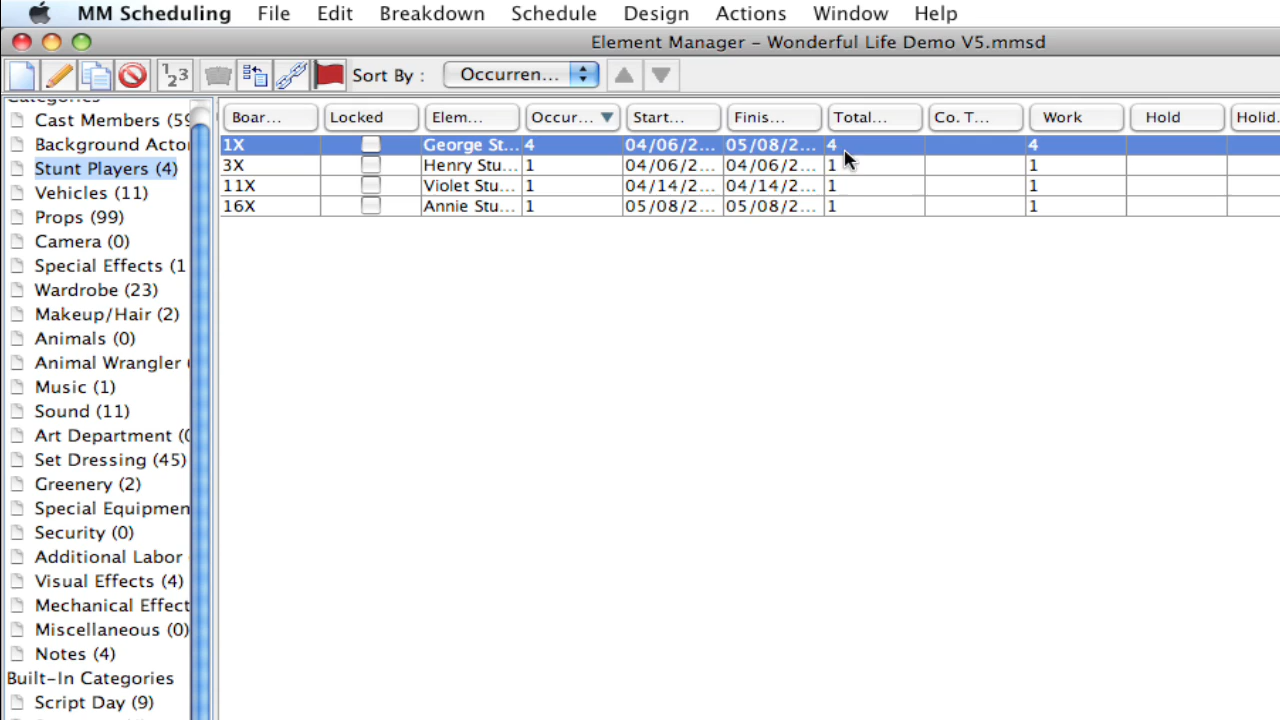 MM Scheduling File Edit Breakdown Schedule Design Actions Window Help
Element Manager – Wonderful Life Demo V5.mmsd
123 Sort By : Occurren...
Categories
Boar... Locked Elem... Occur... Start... Finis... Total... Co. T... Work Hold Holid.
1X George St... 4 04/06/2... 05/08/2... 4 4
3X Henry Stu... 1 04/06/2... 04/06/2... 1 1
11X Violet Stu... 1 04/14/2... 04/14/2... 1 1
16X Annie Stu... 1 05/08/2... 05/08/2... 1 1
Cast Members (59
Background Acto
Stunt Players (4)
Vehicles (11)
Props (99)
Camera (0)
Special Effects (1
Wardrobe (23)
Makeup/Hair (2)
Animals (0)
Animal Wrangler (
Music (1)
Sound (11)
Art Department (0
Set Dressing (45)
Greenery (2)
Special Equipmen
Security (0)
Additional Labor
Visual Effects (4)
Mechanical Effect
Miscellaneous (0)
Notes (4)
Built-In Categories
Script Day (9)